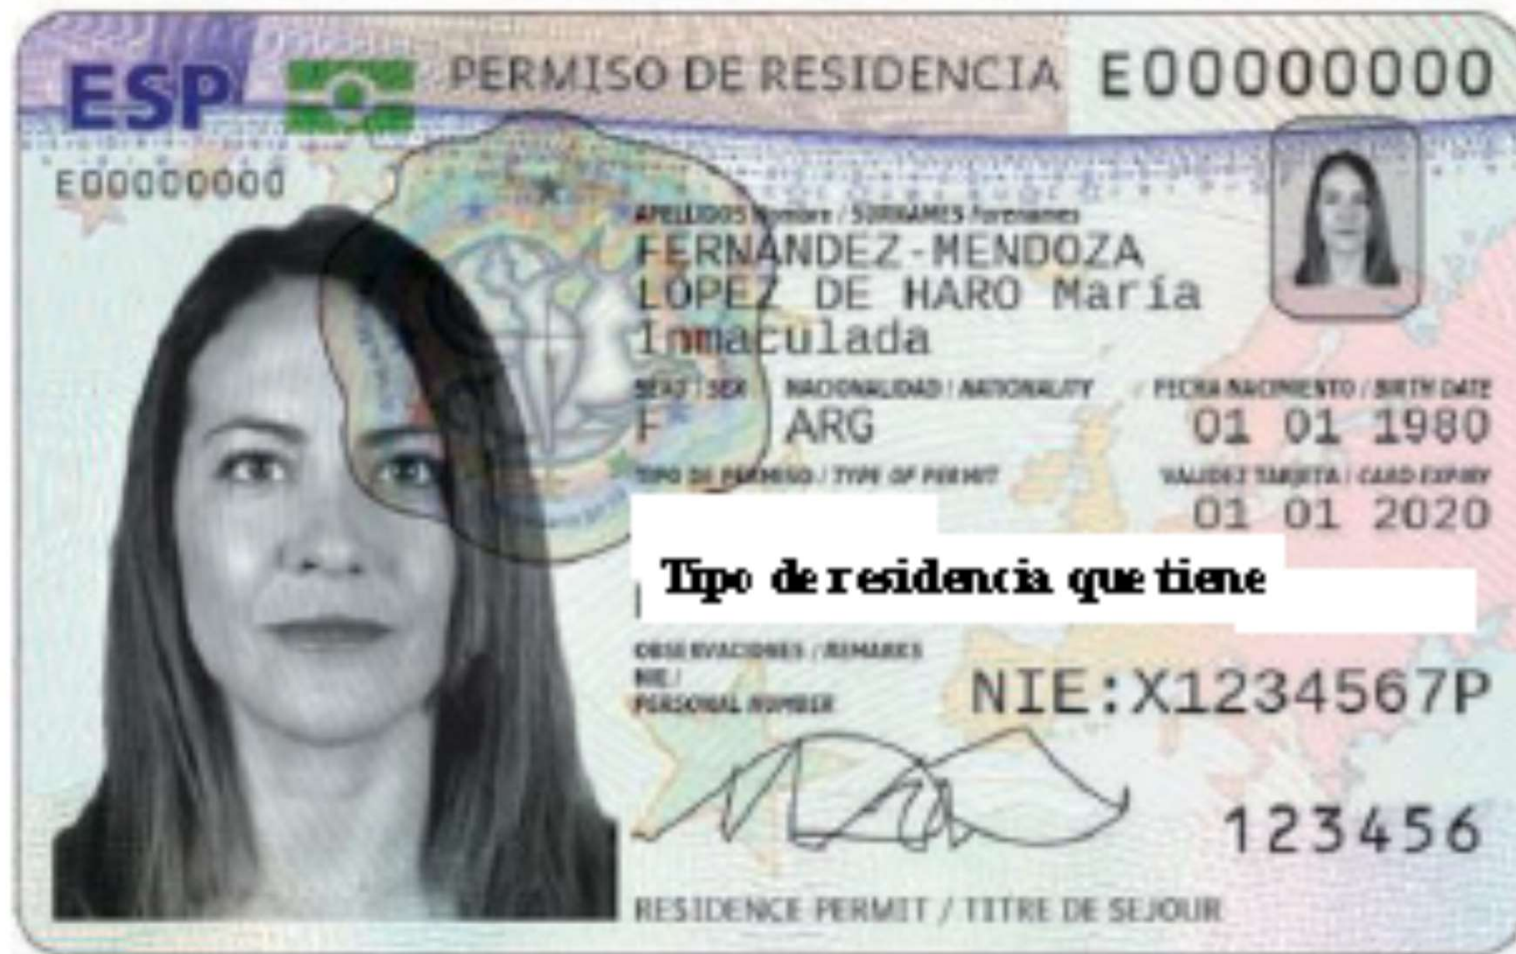 ESP PERMISO DE RESIDENCIA E00000000
E00000000
APELLIDOS Nombre / SURNAMES Forenames
FERNÁNDEZ-MENDOZA
LÓPEZ DE HARO María
Inmaculada
SEXO / SEX NACIONALIDAD / NATIONALITY FECHA NACIMIENTO / BIRTH DATE
F ARG 01 01 1980
TIPO DE PERMISO / TYPE OF PERMIT VALIDEZ TARJETA / CARD EXPIRY
01 01 2020
Tipo de residencia que tiene
OBSERVACIONES / REMARKS
NIE /
PERSONAL NUMBER NIE:X1234567P
123456
RESIDENCE PERMIT / TITRE DE SEJOUR